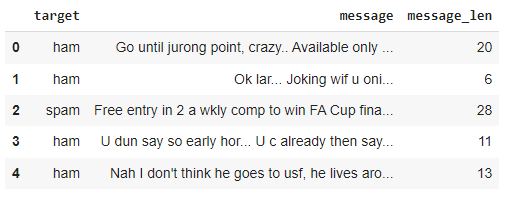 target message message_len
0 ham Go until jurong point, crazy.. Available only ... 20
1 ham Ok lar... Joking wif u oni... 6
2 spam Free entry in 2 a wkly comp to win FA Cup fina... 28
3 ham U dun say so early hor... U c already then say... 11
4 ham Nah I don't think he goes to usf, he lives aro... 13